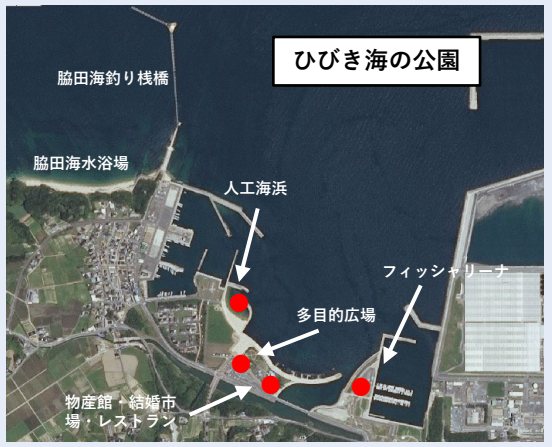 ひびき海の公園
脇田海釣り桟橋
脇田海水浴場
人工海浜
フィッシャリーナ
多目的広場
物産館・結婚市
場・レストラン